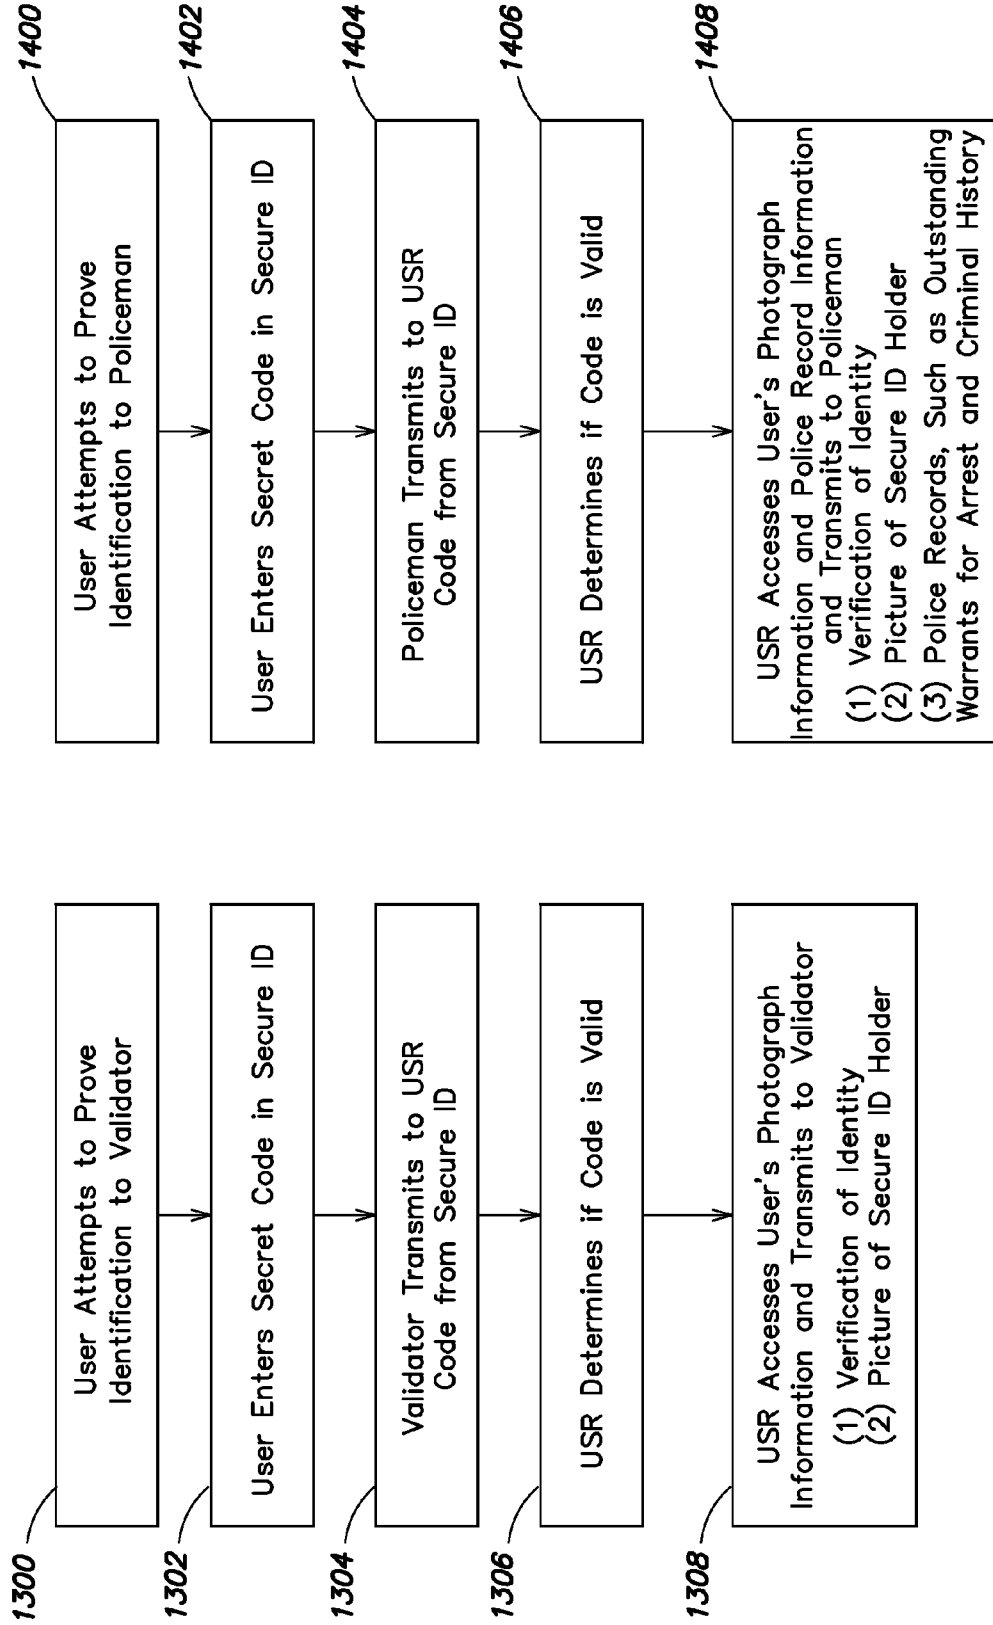 1300
User Attempts to Prove
Identification to Validator
1302
User Enters Secret Code in Secure ID
1304
Validator Transmits to USR
Code from Secure ID
1306
USR Determines if Code is Valid
1308
USR Accesses User's Photograph
Information and Transmits to Validator
(1) Verification of Identity
(2) Picture of Secure ID Holder
1400
User Attempts to Prove
Identification to Policeman
1402
User Enters Secret Code in Secure ID
1404
Policeman Transmits to USR
Code from Secure ID
1406
USR Determines if Code is Valid
1408
USR Accesses User's Photograph
Information and Police Record Information
and Transmits to Policeman
(1) Verification of Identity
(2) Picture of Secure ID Holder
(3) Police Records, Such as Outstanding
Warrants for Arrest and Criminal History